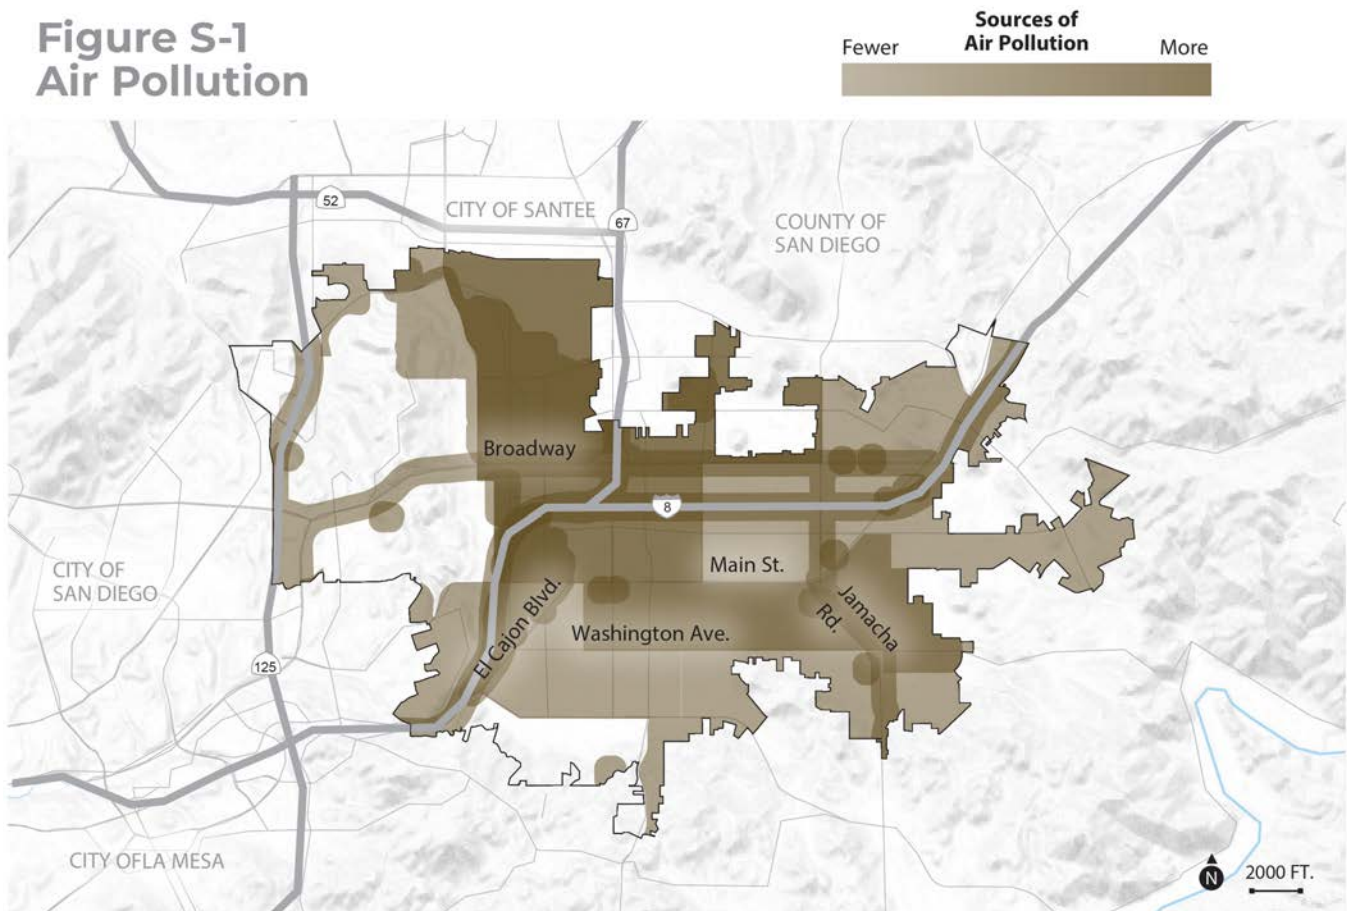 Figure S-1
Air Pollution
Sources of
Air Pollution
Fewer
More
52
CITY OF SANTEE
67
COUNTY OF
SAN DIEGO
Broadway
8
CITY OF
SAN DIEGO
Main St.
El Cajon Blvd.
Jamacha
Rd.
Washington Ave.
125
CITY OFLA MESA
N
2000 FT.